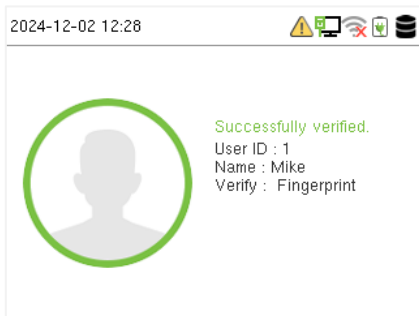 2024-12-02 12:28
Successfully verified.
User ID : 1
Name : Mike
Verify : Fingerprint